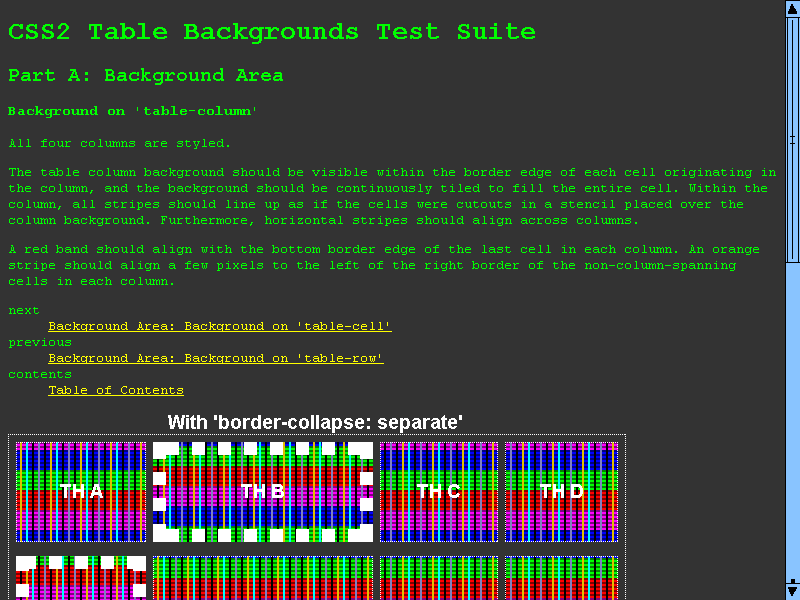 CSS2 Table Backgrounds Test Suite
Part A: Background Area
Background on 'table-column'
All four columns are styled.
The table column background should be visible within the border edge of each cell originating in
the column, and the background should be continuously tiled to fill the entire cell. Within the
column, all stripes should line up as if the cells were cutouts in a stencil placed over the
column background. Furthermore, horizontal stripes should align across columns.
A red band should align with the bottom border edge of the last cell in each column. An orange
stripe should align a few pixels to the left of the right border of the non-column-spanning
cells in each column.
next
Background Area: Background on 'table-cell'
previous
Background Area: Background on 'table-row'
contents
Table of Contents
With 'border-collapse: separate'
TH A TH B TH C TH D